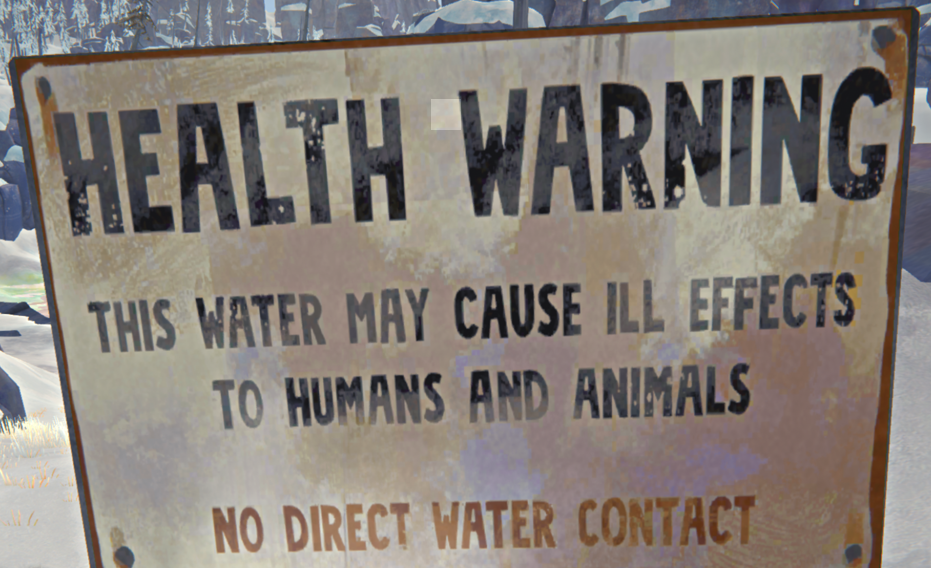 HEALTH WARNING
THIS WATER MAY CAUSE ILL EFFECTS
TO HUMANS AND ANIMALS
NO DIRECT WATER CONTACT